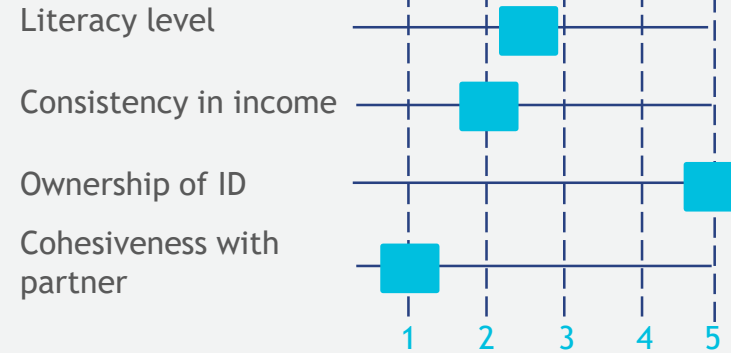 Literacy level
Consistency in income
Ownership of ID
Cohesiveness with
partner
1 2 3 4 5